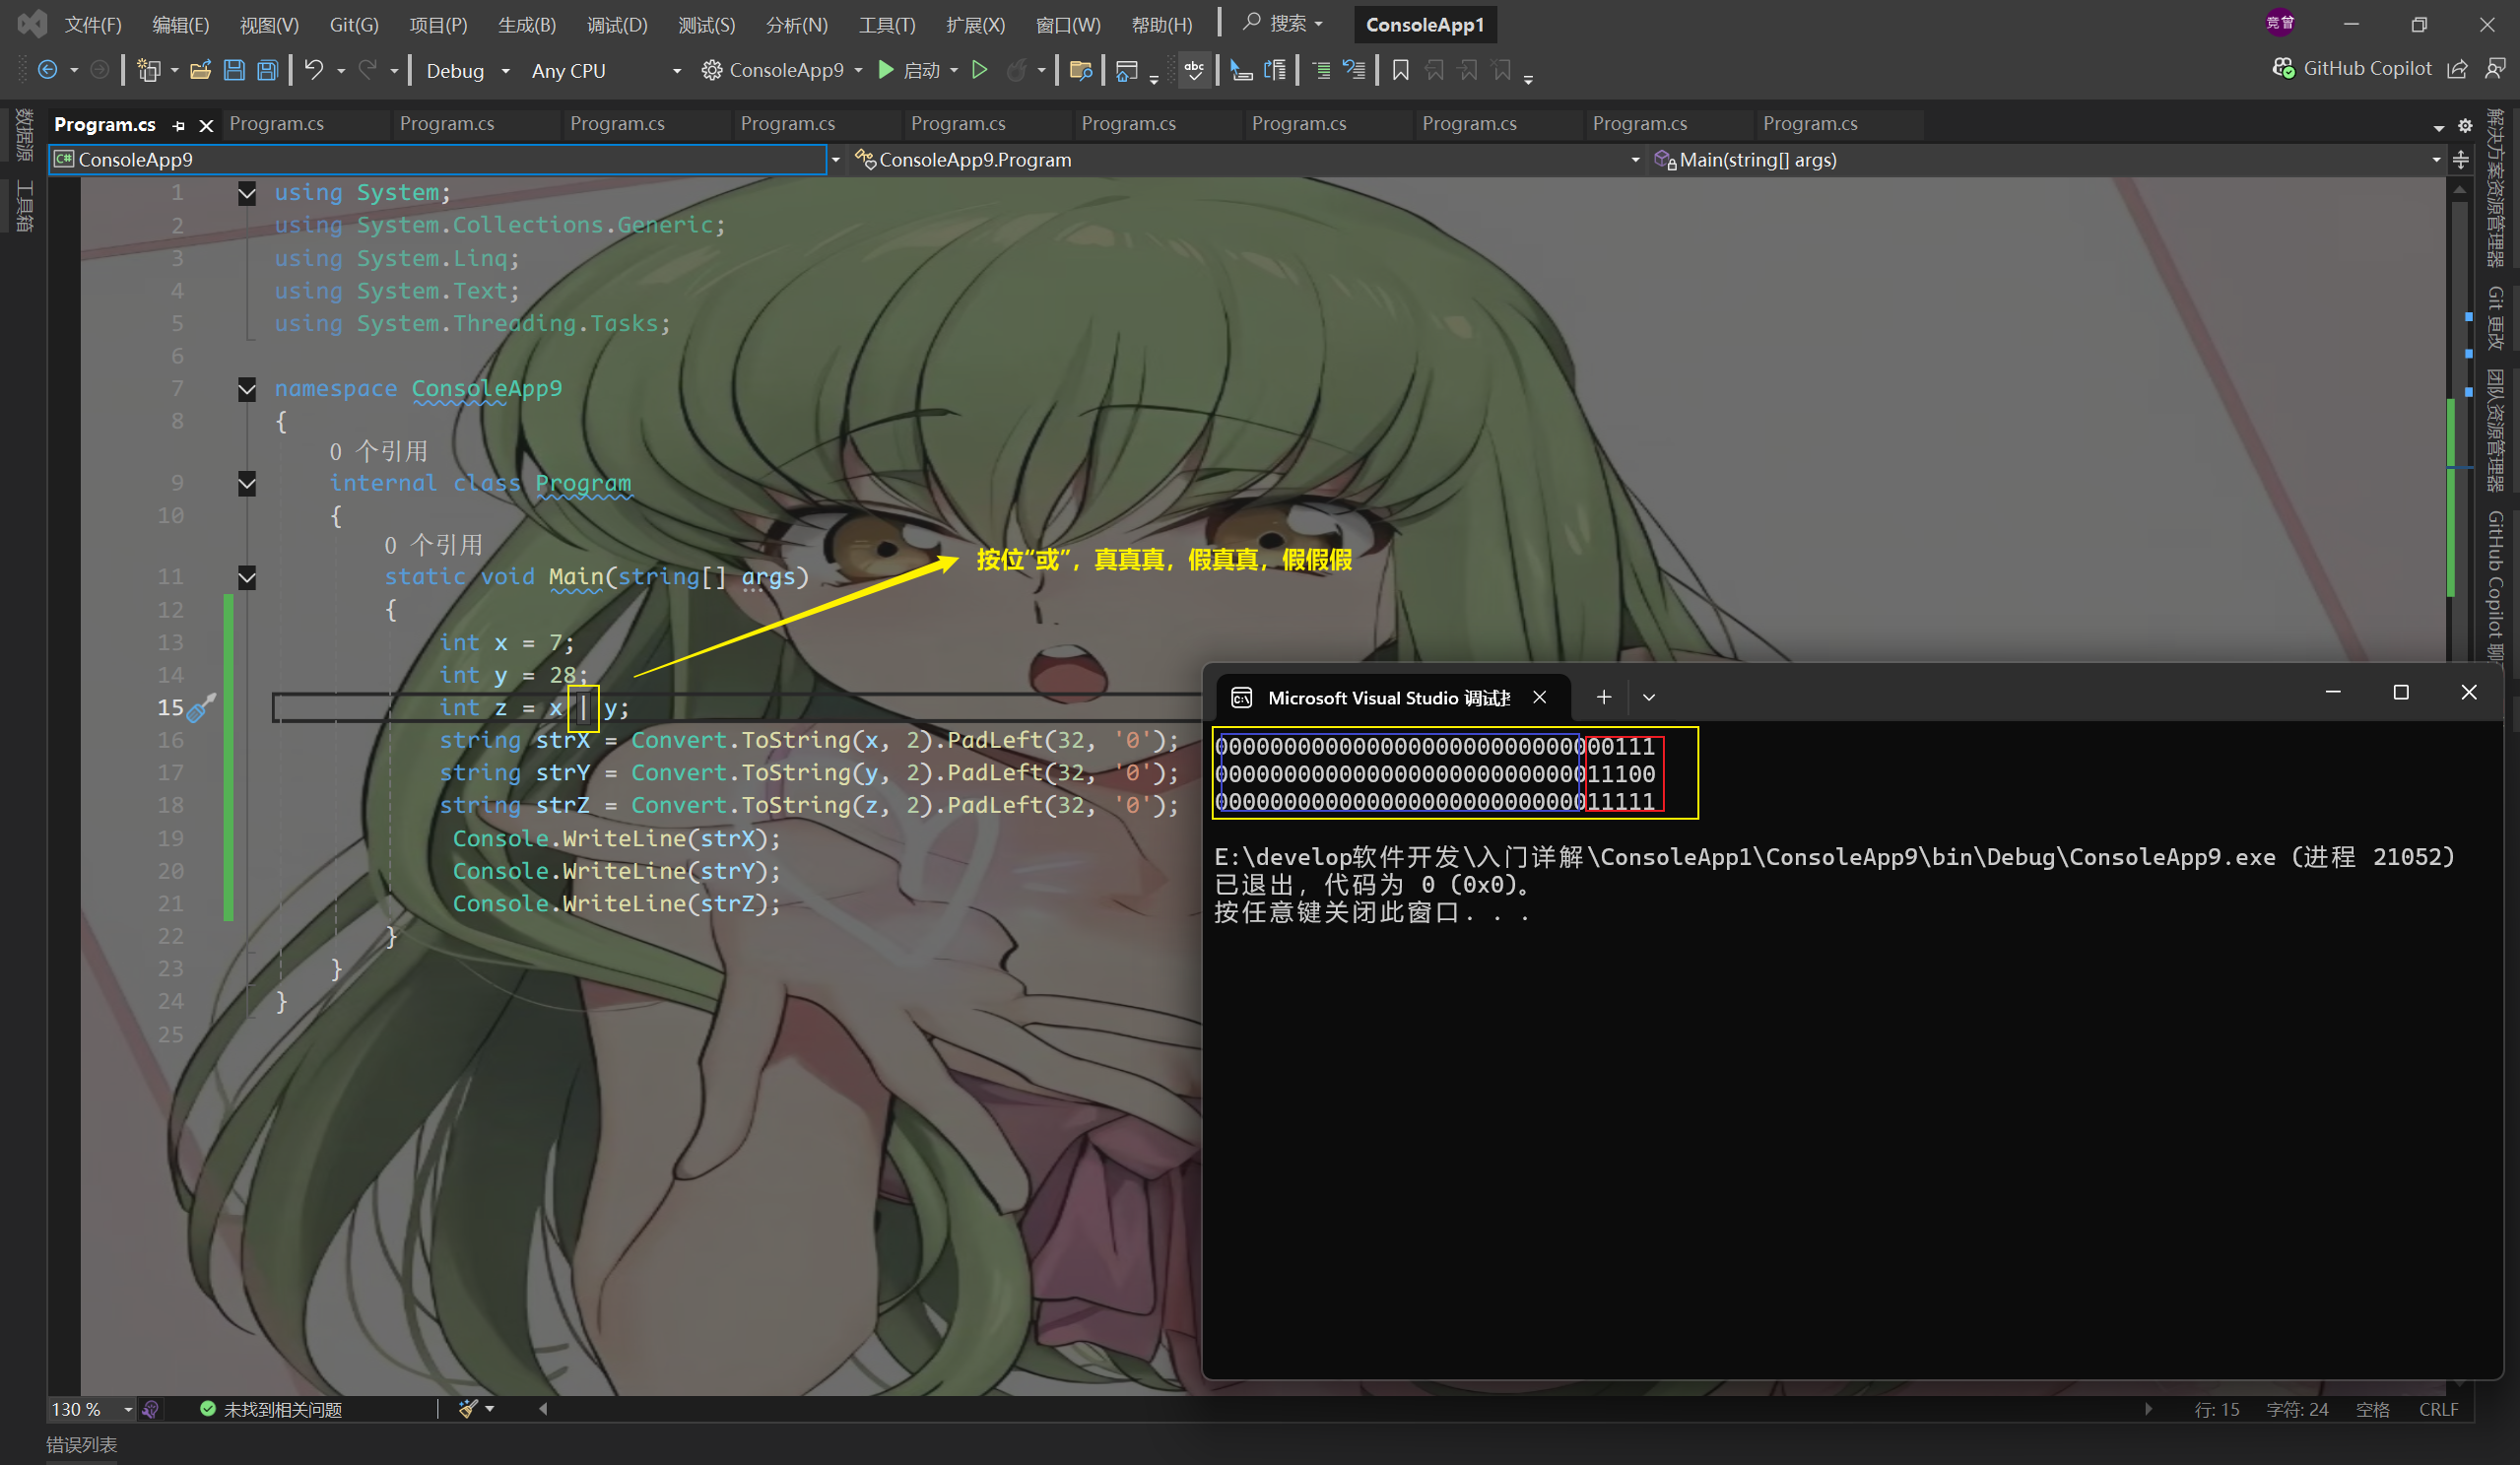 文件(F) 编辑(E) 视图(V) Git(G) 项目(P) 生成(B) 调试(D) 测试(S) 分析(N) 工具(T) 扩展(X) 窗口(W) 帮助(H) 搜索 ConsoleApp1 竞曾
Debug Any CPU ConsoleApp9 启动 abc GitHub Copilot
数据源
工具箱
Program.cs Program.cs Program.cs Program.cs Program.cs Program.cs Program.cs Program.cs Program.cs Program.cs Program.cs
C# ConsoleApp9 ConsoleApp9.Program Main(string[] args)
1 using System;
2 using System.Collections.Generic;
3 using System.Linq;
4 using System.Text;
5 using System.Threading.Tasks;
6
7 namespace ConsoleApp9
8 {
0 个引用
9 internal class Program
10 {
0 个引用
按位“或”，真真真，假真真，假假假
11 static void Main(string[] args)
12 {
13 int x = 7;
14 int y = 28;
15 int z = x | y;
16 string strX = Convert.ToString(x, 2).PadLeft(32, '0');
17 string strY = Convert.ToString(y, 2).PadLeft(32, '0');
18 string strZ = Convert.ToString(z, 2).PadLeft(32, '0');
19 Console.WriteLine(strX);
20 Console.WriteLine(strY);
21 Console.WriteLine(strZ);
22 }
23 }
24 }
25
Microsoft Visual Studio 调试
00000000000000000000000000000111
00000000000000000000000000011100
00000000000000000000000000011111
E:\develop软件开发\入门详解\ConsoleApp1\ConsoleApp9\bin\Debug\ConsoleApp9.exe (进程 21052)
已退出，代码为 0 (0x0)。
按任意键关闭此窗口. . .
解决方案资源管理器
Git 更改
团队资源管理器
GitHub Copilot 聊
130 % 未找到相关问题 行: 15 字符: 24 空格 CRLF
错误列表